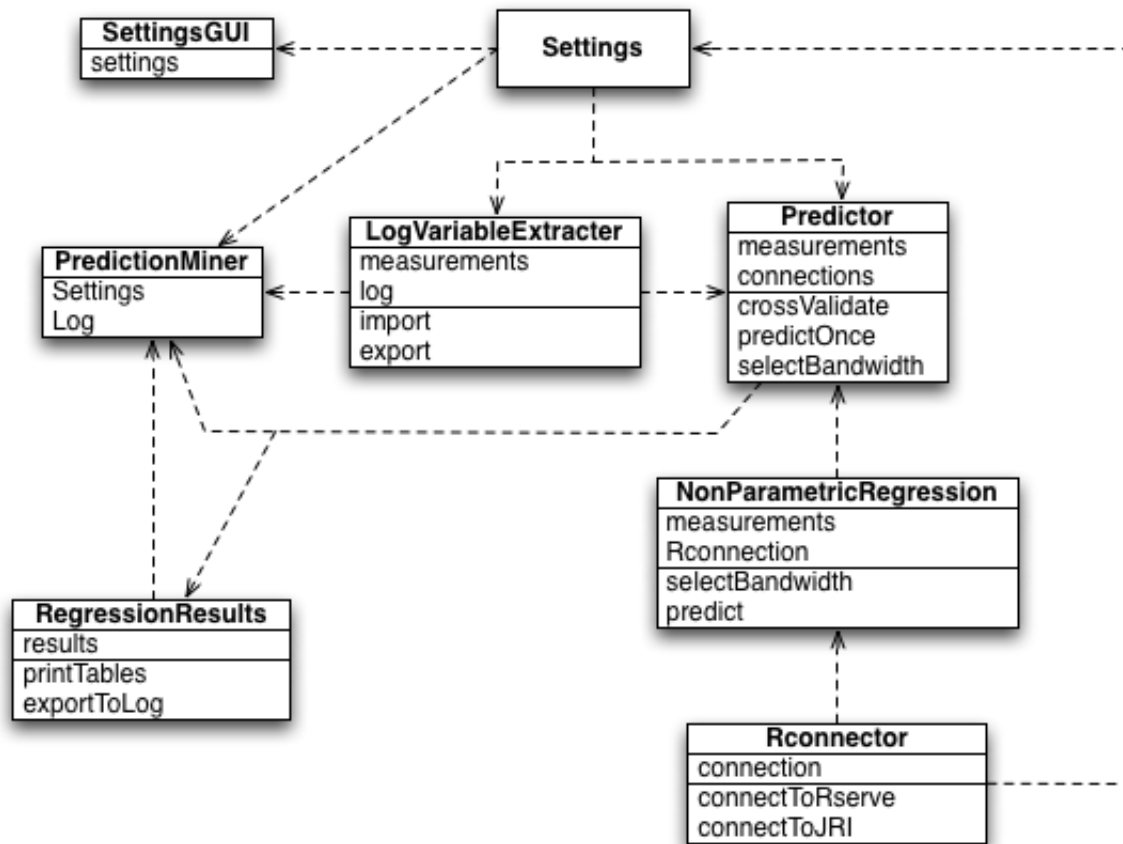 SettingsGUI
settings
Settings
PredictionMiner
Settings
Log
LogVariableExtracter
measurements
log
import
export
Predictor
measurements
connections
crossValidate
predictOnce
selectBandwidth
NonParametricRegression
measurements
Rconnection
selectBandwidth
predict
RegressionResults
results
printTables
exportToLog
Rconnector
connection
connectToRserve
connectToJRI